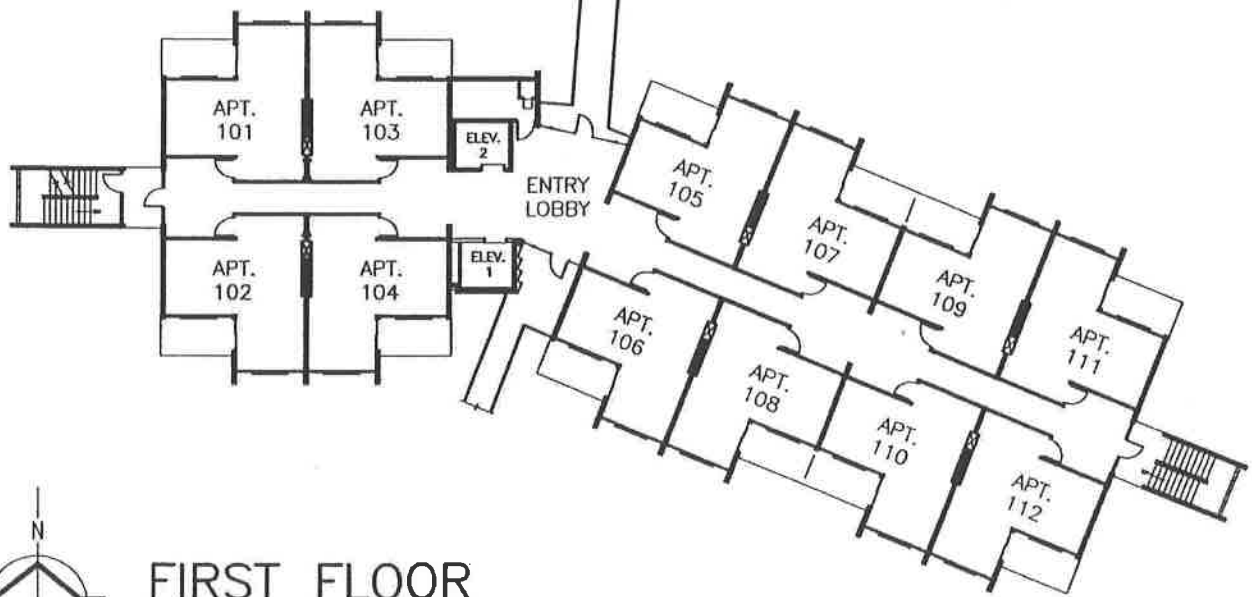 APT.
101
APT.
103
ELEV.
2
APT.
105
ENTRY
LOBBY
APT.
107
APT.
102
APT.
104
ELEV.
1
APT.
109
APT.
106
APT.
111
APT.
108
APT.
110
APT.
112
N
FIRST FLOOR